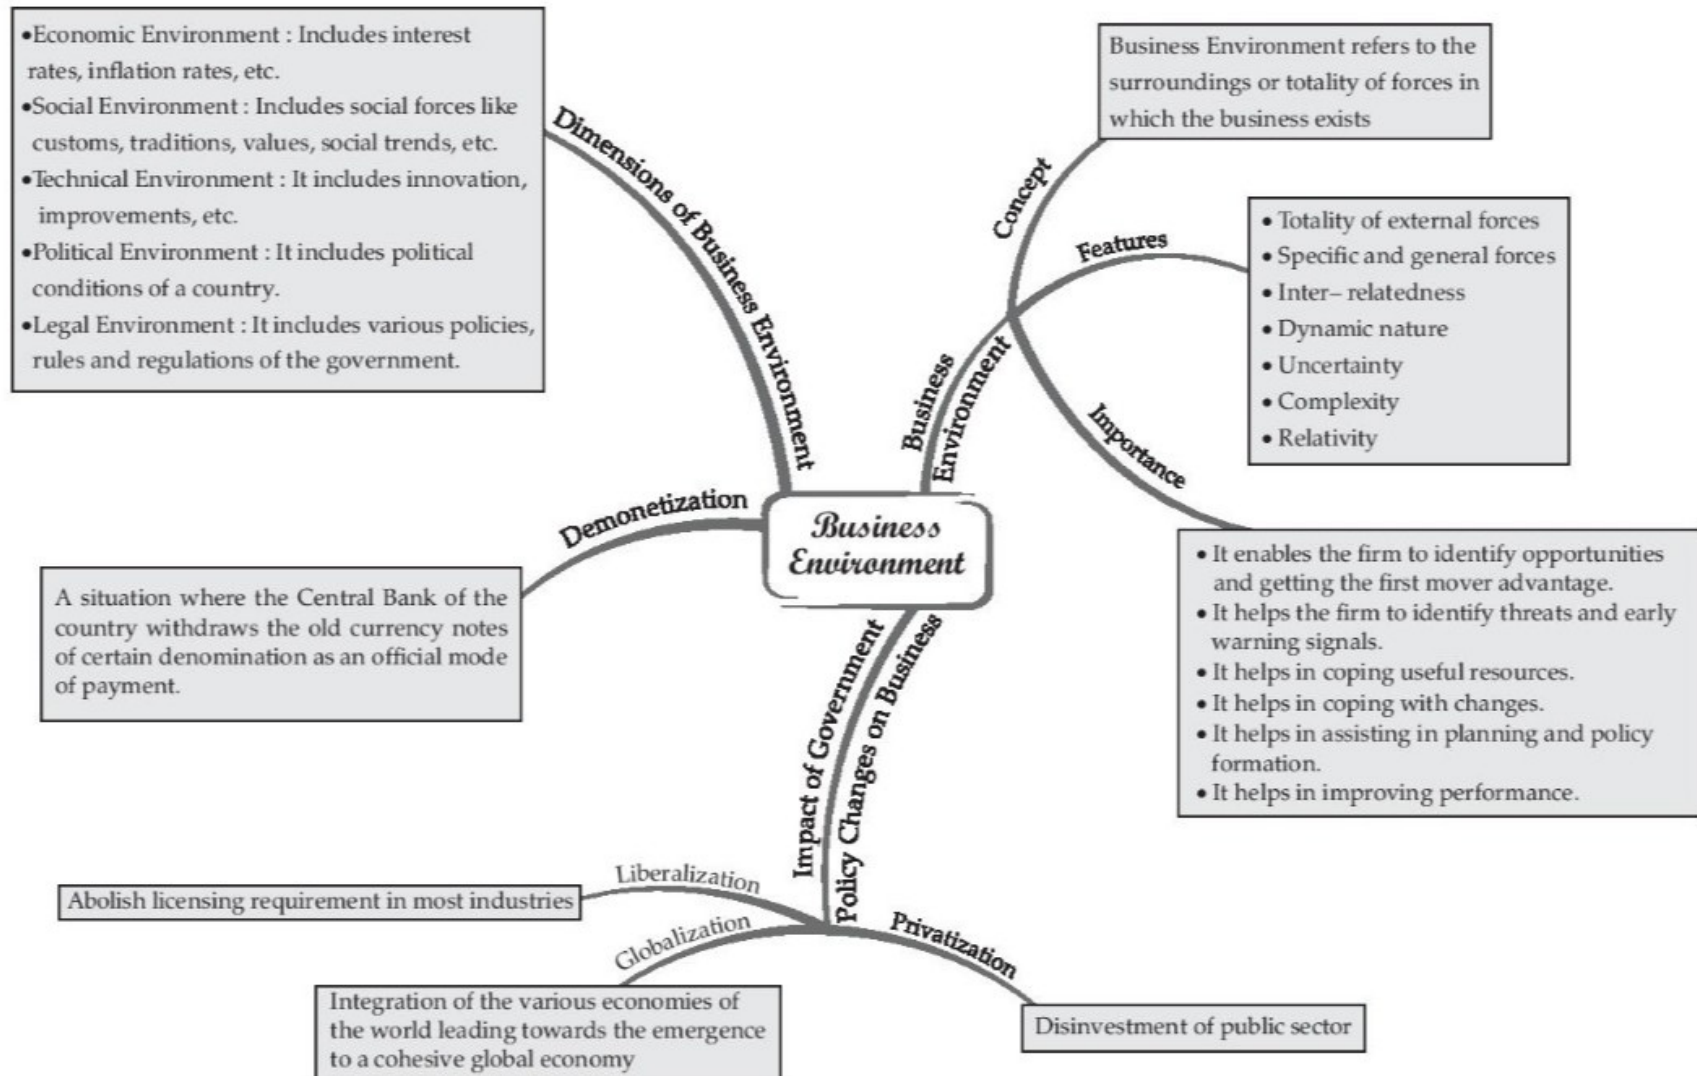 •Economic Environment : Includes interest
rates, inflation rates, etc.
•Social Environment : Includes social forces like
customs, traditions, values, social trends, etc.
•Technical Environment : It includes innovation,
improvements, etc.
•Political Environment : It includes political
conditions of a country.
•Legal Environment : It includes various policies,
rules and regulations of the government.
Dimensions of Business Environment
Business Environment refers to the
surroundings or totality of forces in
which the business exists
Concept
Features
• Totality of external forces
• Specific and general forces
• Inter– relatedness
• Dynamic nature
• Uncertainty
• Complexity
• Relativity
Business
Environment
Importance
• It enables the firm to identify opportunities
and getting the first mover advantage.
• It helps the firm to identify threats and early
warning signals.
• It helps in coping useful resources.
• It helps in coping with changes.
• It helps in assisting in planning and policy
formation.
• It helps in improving performance.
Business
Environment
Demonetization
A situation where the Central Bank of the
country withdraws the old currency notes
of certain denomination as an official mode
of payment.
Impact of Government
Policy Changes on Business
Liberalization
Abolish licensing requirement in most industries
Globalization
Integration of the various economies of
the world leading towards the emergence
to a cohesive global economy
Privatization
Disinvestment of public sector